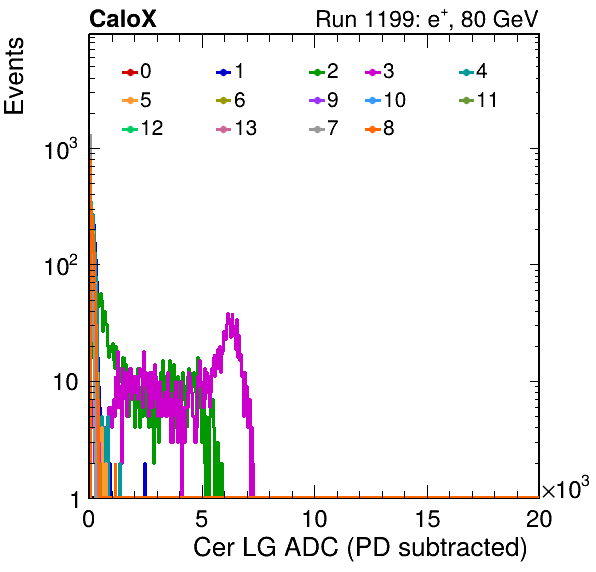 CaloX Run 1199: e⁺, 80 GeV
Events
0 1 2 3 4
5 6 9 10 11
12 13 7 8
10³
10²
10
1
0 5 10 15 20
×10³
Cer LG ADC (PD subtracted)